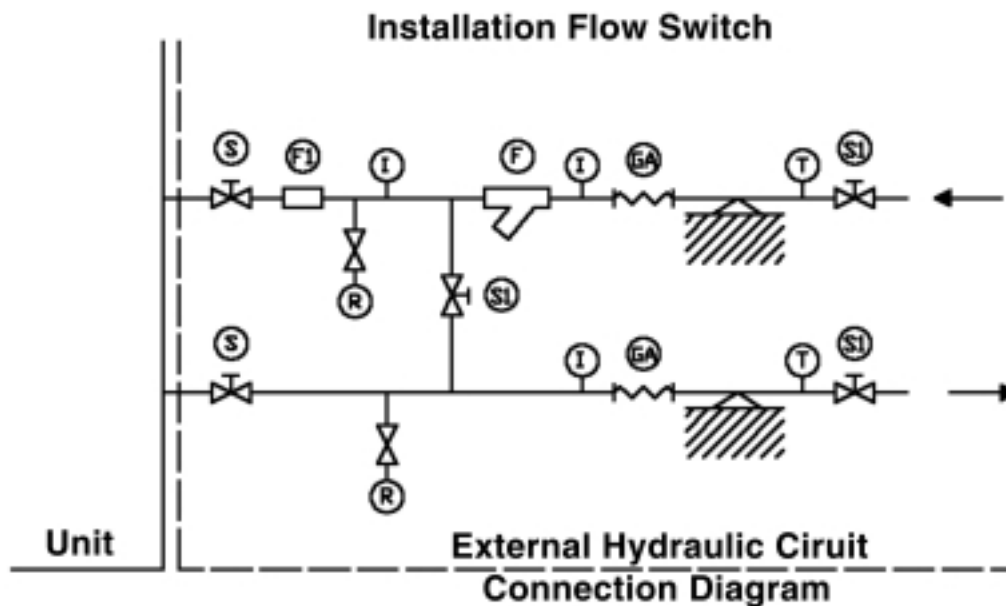 Installation Flow Switch
S F1 I F I GA T S1
R S1
S I GA T S1
R
Unit
External Hydraulic Ciruit
Connection Diagram